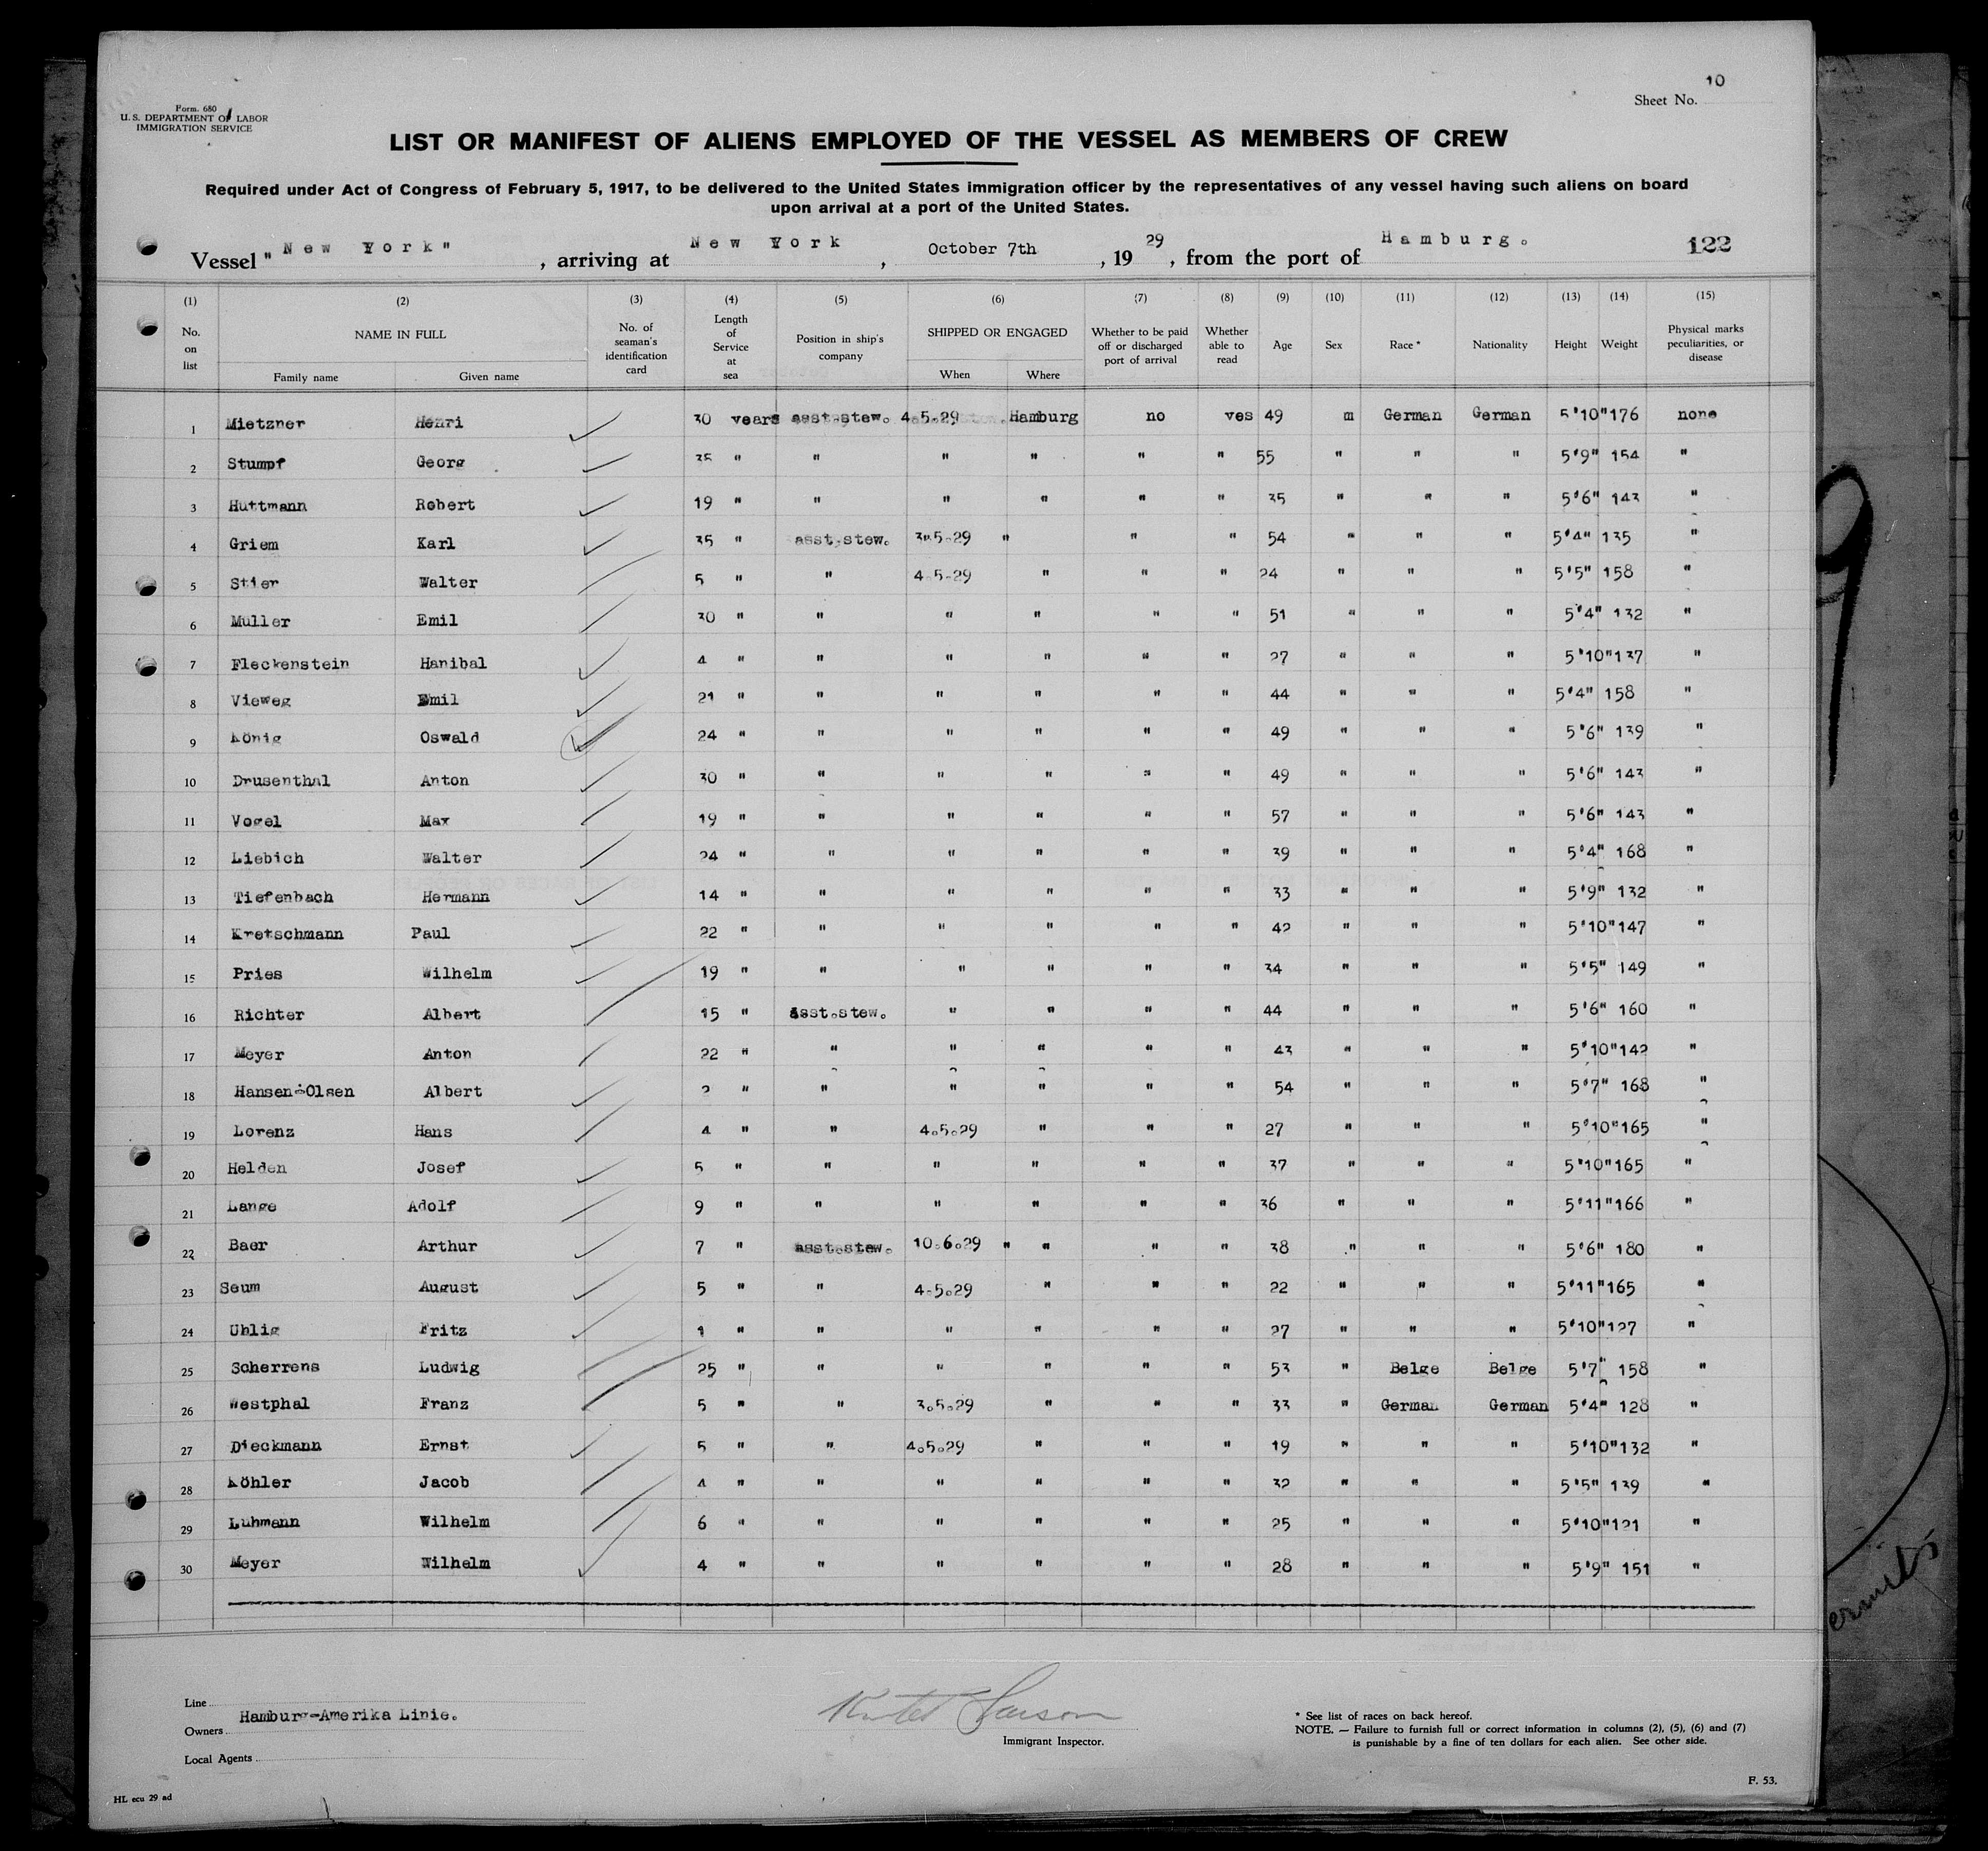 10
Sheet No.
Form. 680
U. S. DEPARTMENT OF LABOR
IMMIGRATION SERVICE
LIST OR MANIFEST OF ALIENS EMPLOYED OF THE VESSEL AS MEMBERS OF CREW
Required under Act of Congress of February 5, 1917, to be delivered to the United States immigration officer by the representatives of any vessel having such aliens on board
upon arrival at a port of the United States.
Vessel " New York" , arriving at New York , October 7th , 19 29 , from the port of Hamburg. 122
(1) (2) (3) (4) (5) (6) (7) (8) (9) (10) (11) (12) (13) (14) (15)
No. on list NAME IN FULL Family name Given name No. of seaman's identification card Length of Service at sea Position in ship's company SHIPPED OR ENGAGED When Where Whether to be paid off or discharged port of arrival Whether able to read Age Sex Race * Nationality Height Weight Physical marks peculiarities, or disease
1 Mietzner Henri 30 years asst.stew. 4.5.29 Hamburg no yes 49 m German German 5'10" 176 none
2 Stumpf Georg 35 " " " " " " 55 " " " 5'9" 154 "
3 Huttmann Robert 19 " " " " " " 35 " " " 5'6" 143 "
4 Griem Karl 35 " asst.stew. 3.5.29 " " " 54 " " " 5'4" 135 "
5 Stier Walter 5 " " 4.5.29 " " " 24 " " " 5'5" 158 "
6 Muller Emil 30 " " " " " " 51 " " " 5'4" 132 "
7 Fleckenstein Hanibal 4 " " " " " " 27 " " " 5'10" 137 "
8 Vieweg Emil 21 " " " " " " 44 " " " 5'4" 158 "
9 König Oswald 24 " " " " " " 49 " " " 5'6" 139 "
10 Drusenthal Anton 30 " " " " " " 49 " " " 5'6" 143 "
11 Vogel Max 19 " " " " " " 57 " " " 5'6" 143 "
12 Liebich Walter 24 " " " " " " 39 " " " 5'4" 168 "
13 Tiefenbach Hermann 14 " " " " " " 33 " " " 5'9" 132 "
14 Kretschmann Paul 22 " " " " " " 42 " " " 5'10" 147 "
15 Pries Wilhelm 19 " " " " " " 34 " " " 5'5" 149 "
16 Richter Albert 15 " asst.stew. " " " " 44 " " " 5'6" 160 "
17 Meyer Anton 22 " " " " " " 43 " " " 5'10" 142 "
18 Hansen-Olsen Albert 2 " " " " " " 54 " " " 5'7" 168 "
19 Lorenz Hans 4 " " 4.5.29 " " " 27 " " " 5'10" 165 "
20 Helden Josef 5 " " " " " " 37 " " " 5'10" 165 "
21 Lange Adolf 9 " " " " " " 36 " " " 5'11" 166 "
22 Baer Arthur 7 " asst.stew. 10.6.29 " " " " 38 " " " 5'6" 180 "
23 Seum August 5 " " 4.5.29 " " " 22 " " " 5'11" 165 "
24 Uhlig Fritz 1 " " " " " " 27 " " " 5'10" 127 "
25 Scherrens Ludwig 25 " " " " " " 53 " Belge Belge 5'7" 158 "
26 Westphal Franz 5 " " 3.5.29 " " " 33 " German German 5'4" 128 "
27 Dieckmann Ernst 5 " " 4.5.29 " " " 19 " " " 5'10" 132 "
28 Köhler Jacob 4 " " " " " " 32 " " " 5'5" 139 "
29 Luhmann Wilhelm 6 " " " " " " 25 " " " 5'10" 121 "
30 Meyer Wilhelm 4 " " " " " " 28 " " " 5'9" 151 "
Line
Owners Hamburg-Amerika Linie.
Local Agents
Immigrant Inspector.
* See list of races on back hereof.
NOTE. — Failure to furnish full or correct information in columns (2), (5), (6) and (7)
is punishable by a fine of ten dollars for each alien. See other side.
F. 53.
HL ecu 29 ad